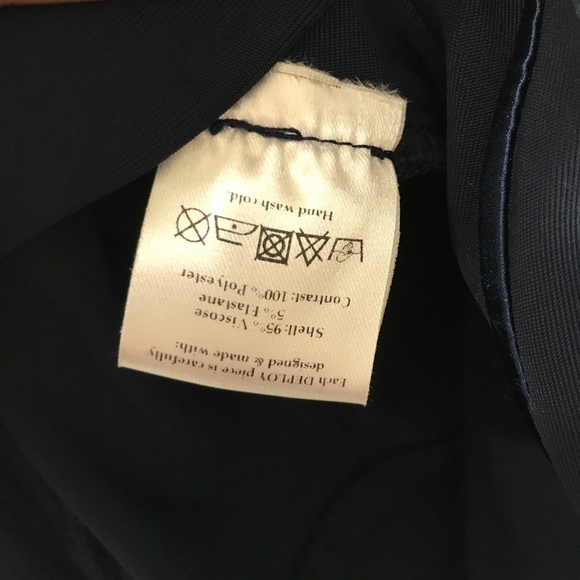 Each DEPLOY piece is carefully
designed & made with:
Shell: 95% Viscose
5% Elastane
Contrast: 100% Polyester
Hand wash cold.